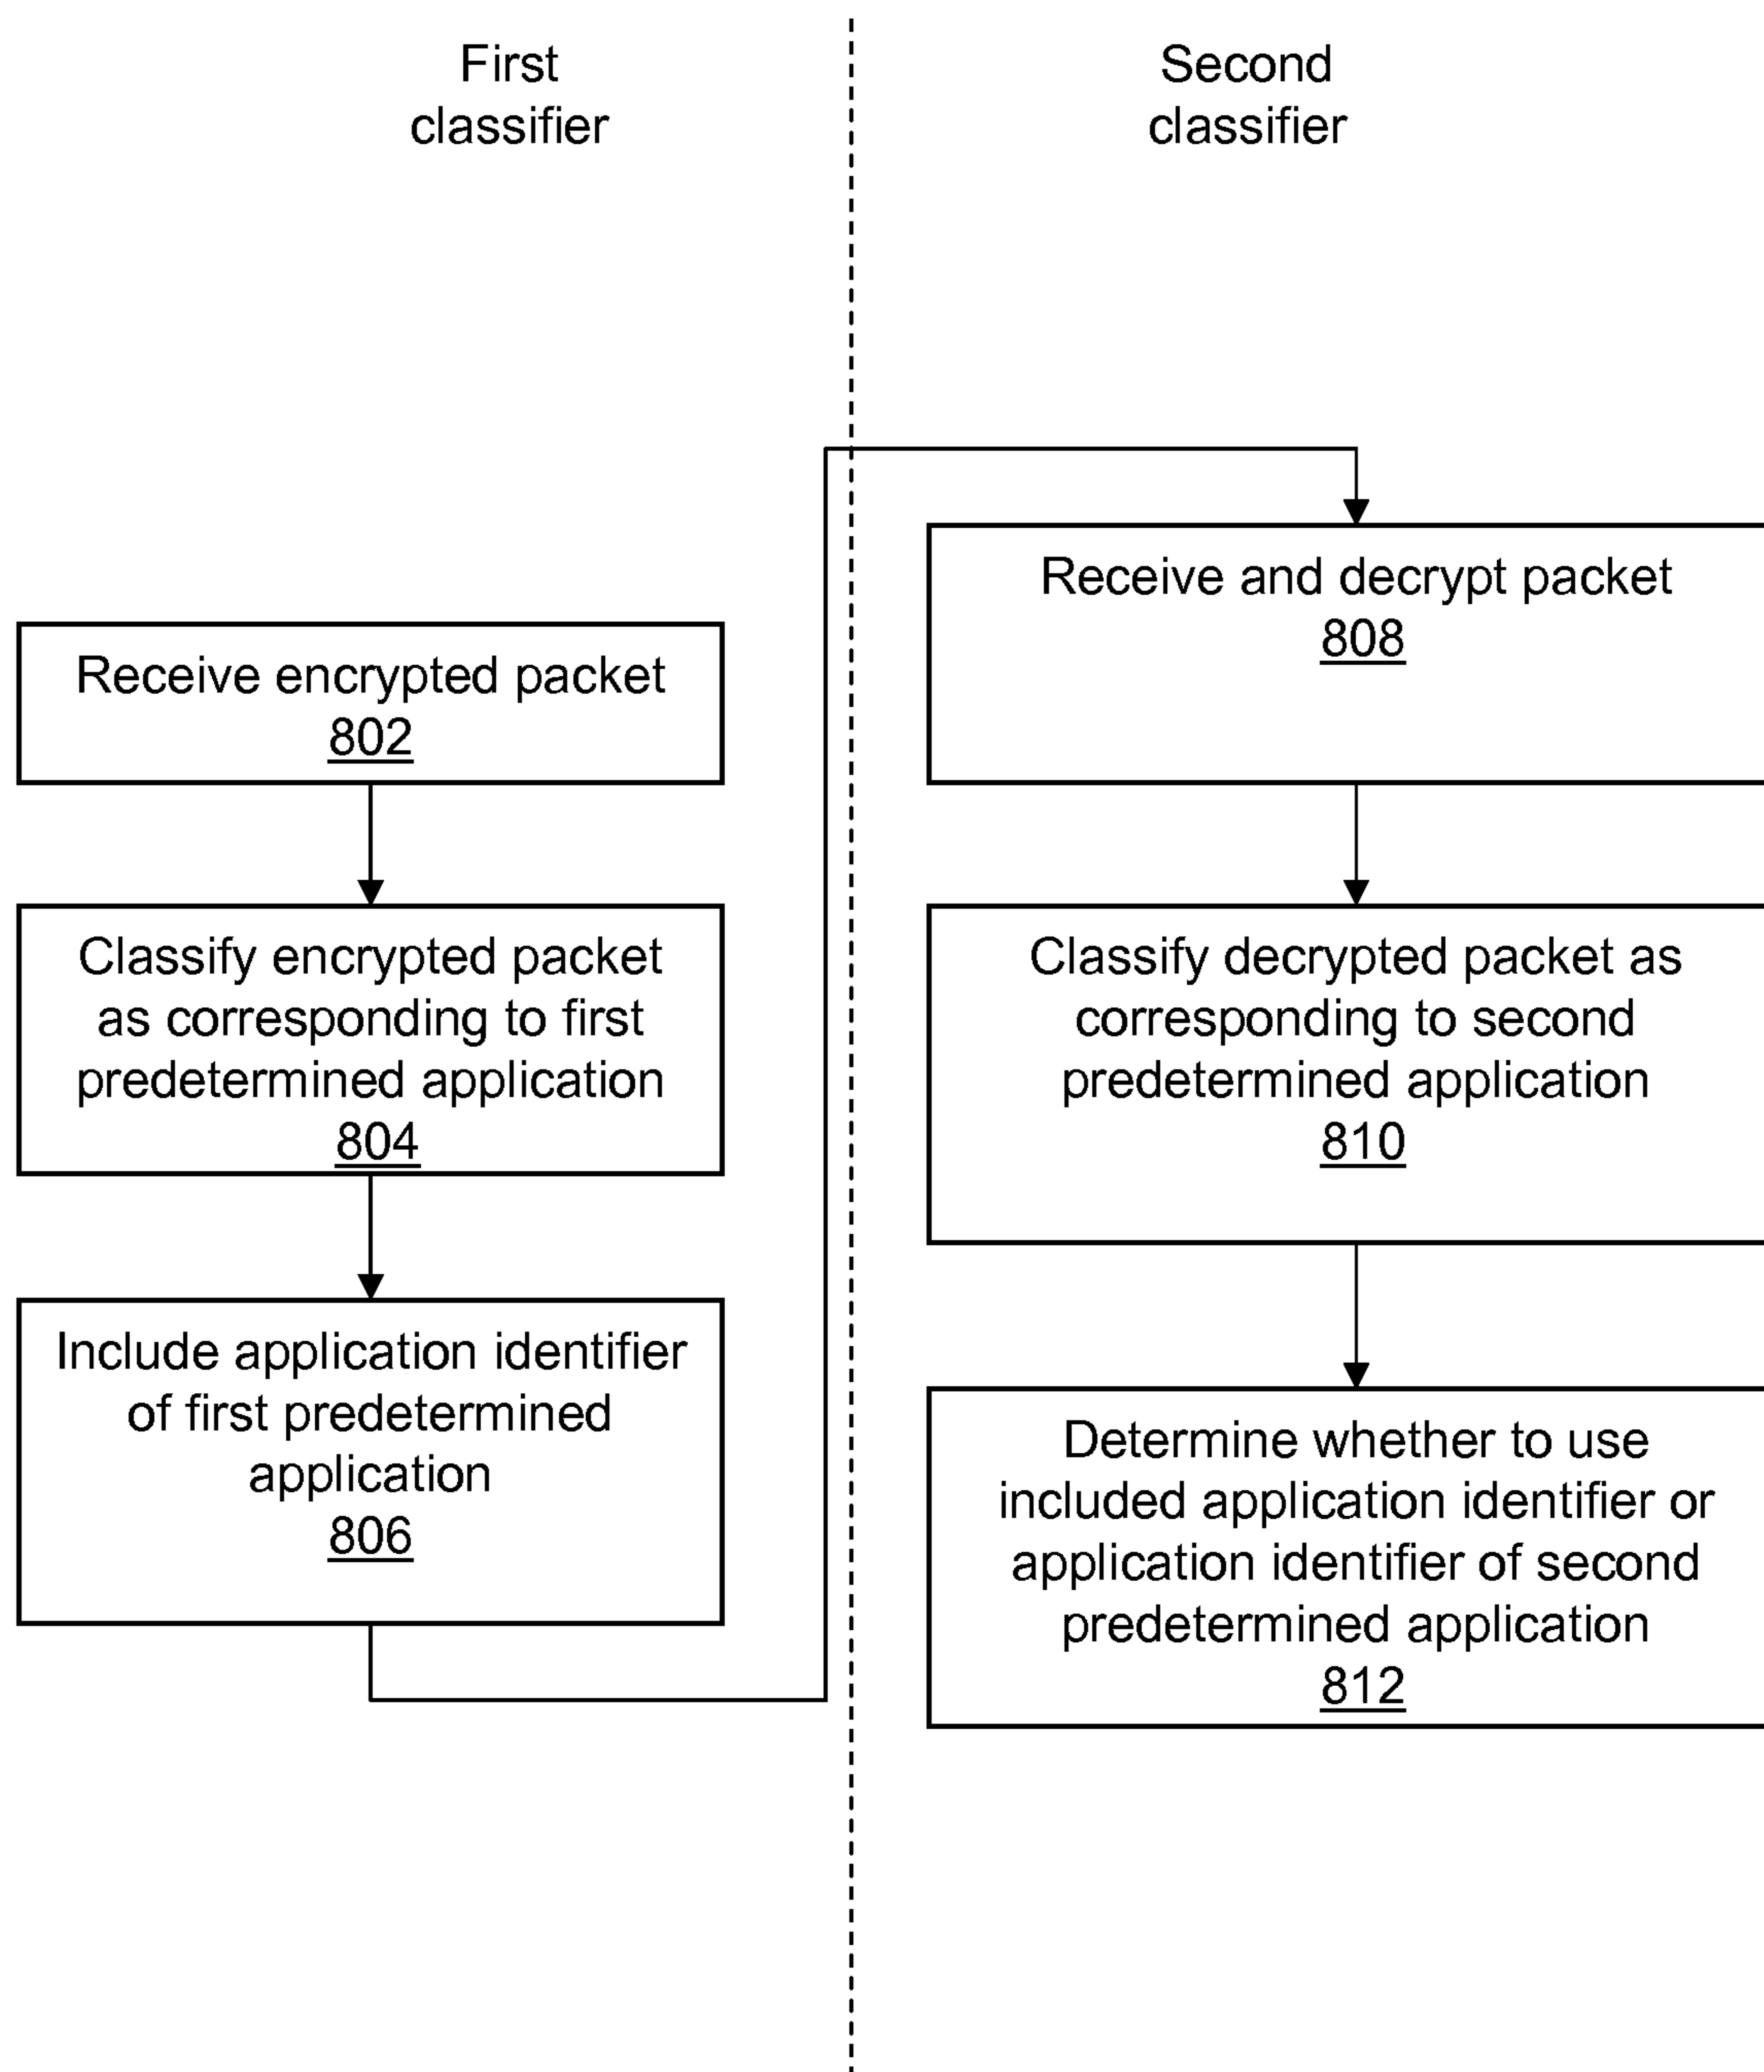 First
classifier
Second
classifier
Receive encrypted packet
802
Classify encrypted packet
as corresponding to first
predetermined application
804
Include application identifier
of first predetermined
application
806
Receive and decrypt packet
808
Classify decrypted packet as
corresponding to second
predetermined application
810
Determine whether to use
included application identifier or
application identifier of second
predetermined application
812